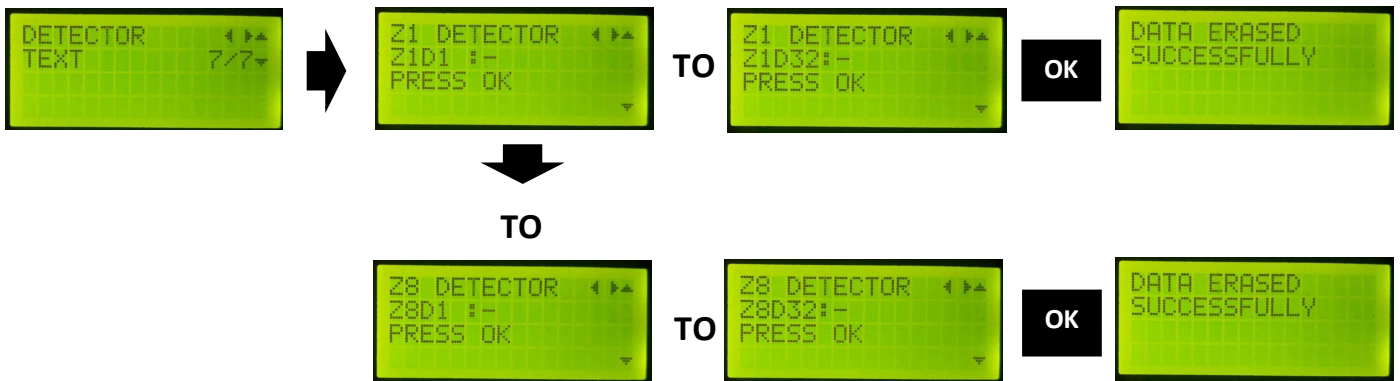 DETECTOR
TEXT 7/7
Z1 DETECTOR
Z1D1 :-
PRESS OK
TO
Z1 DETECTOR
Z1D32:-
PRESS OK
OK
DATA ERASED
SUCCESSFULLY
TO
Z8 DETECTOR
Z8D1 :-
PRESS OK
TO
Z8 DETECTOR
Z8D32:-
PRESS OK
OK
DATA ERASED
SUCCESSFULLY